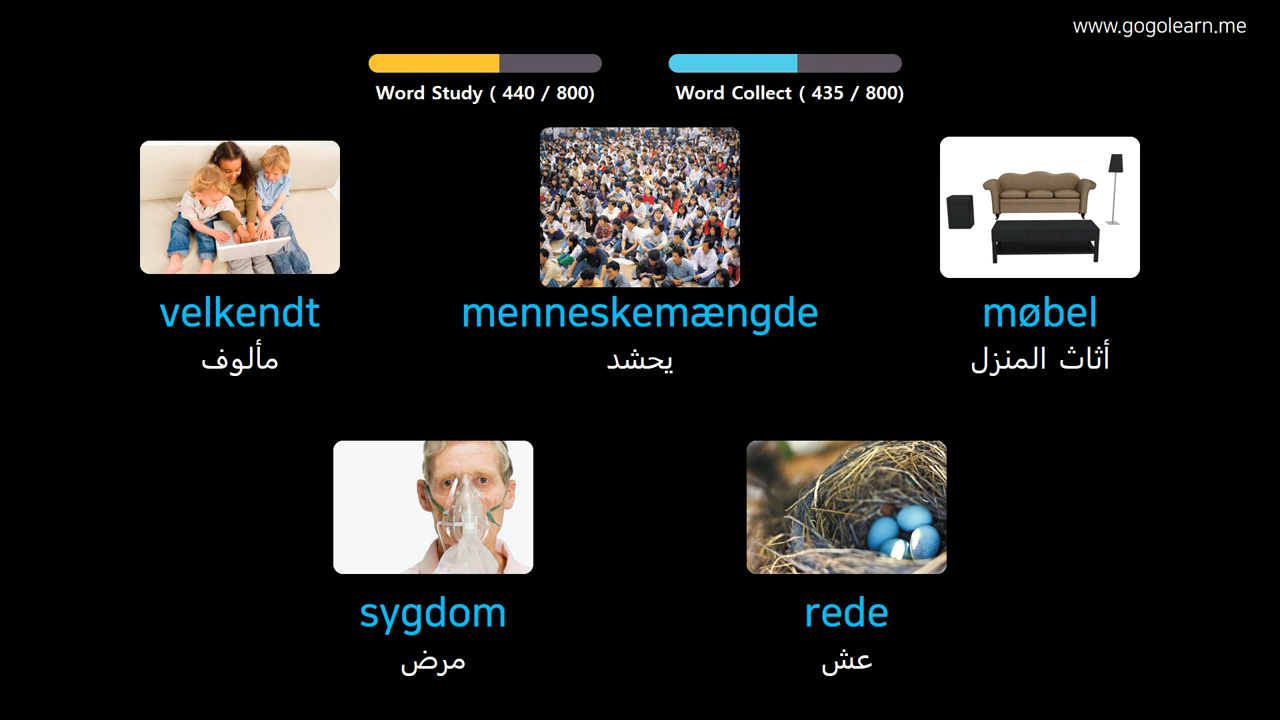 www.gogolearn.me
Word Study ( 440 / 800)
Word Collect ( 435 / 800)
velkendt
مألوف
menneskemængde
يحشد
møbel
أثاث المنزل
sygdom
مرض
rede
عش